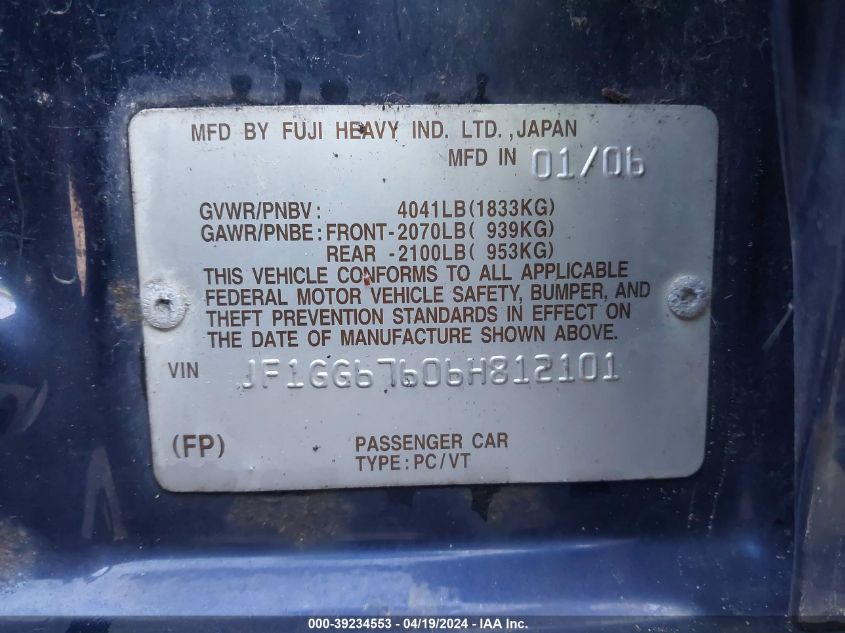 MFD BY FUJI HEAVY IND. LTD., JAPAN
MFD IN 01/06
GVWR/PNBV: 4041LB(1833KG)
GAWR/PNBE: FRONT-2070LB( 939KG)
REAR -2100LB( 953KG)
THIS VEHICLE CONFORMS TO ALL APPLICABLE
FEDERAL MOTOR VEHICLE SAFETY, BUMPER, AND
THEFT PREVENTION STANDARDS IN EFFECT ON
THE DATE OF MANUFACTURE SHOWN ABOVE.
VIN JF1GG67606H812101
(FP) PASSENGER CAR
TYPE: PC/VT
000-39234553 - 04/19/2024 - IAA Inc.